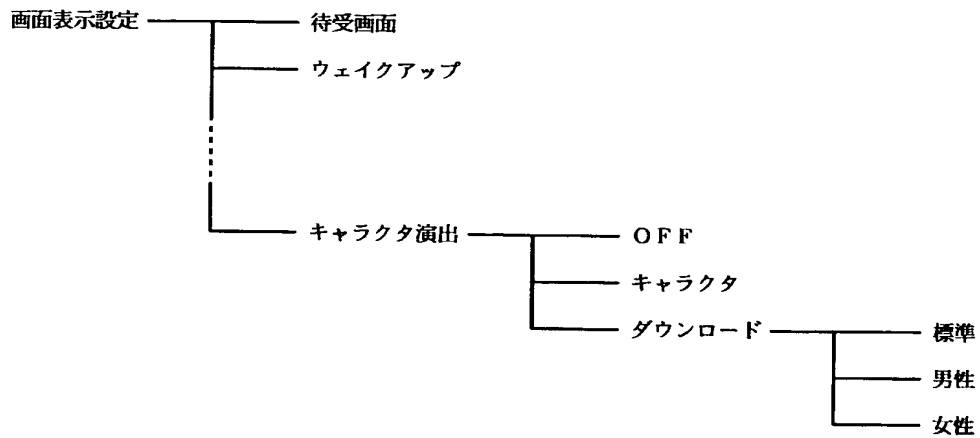 画面表示設定
待受画面
ウェイクアップ
キャラクタ演出
OFF
キャラクタ
ダウンロード
標準
男性
女性